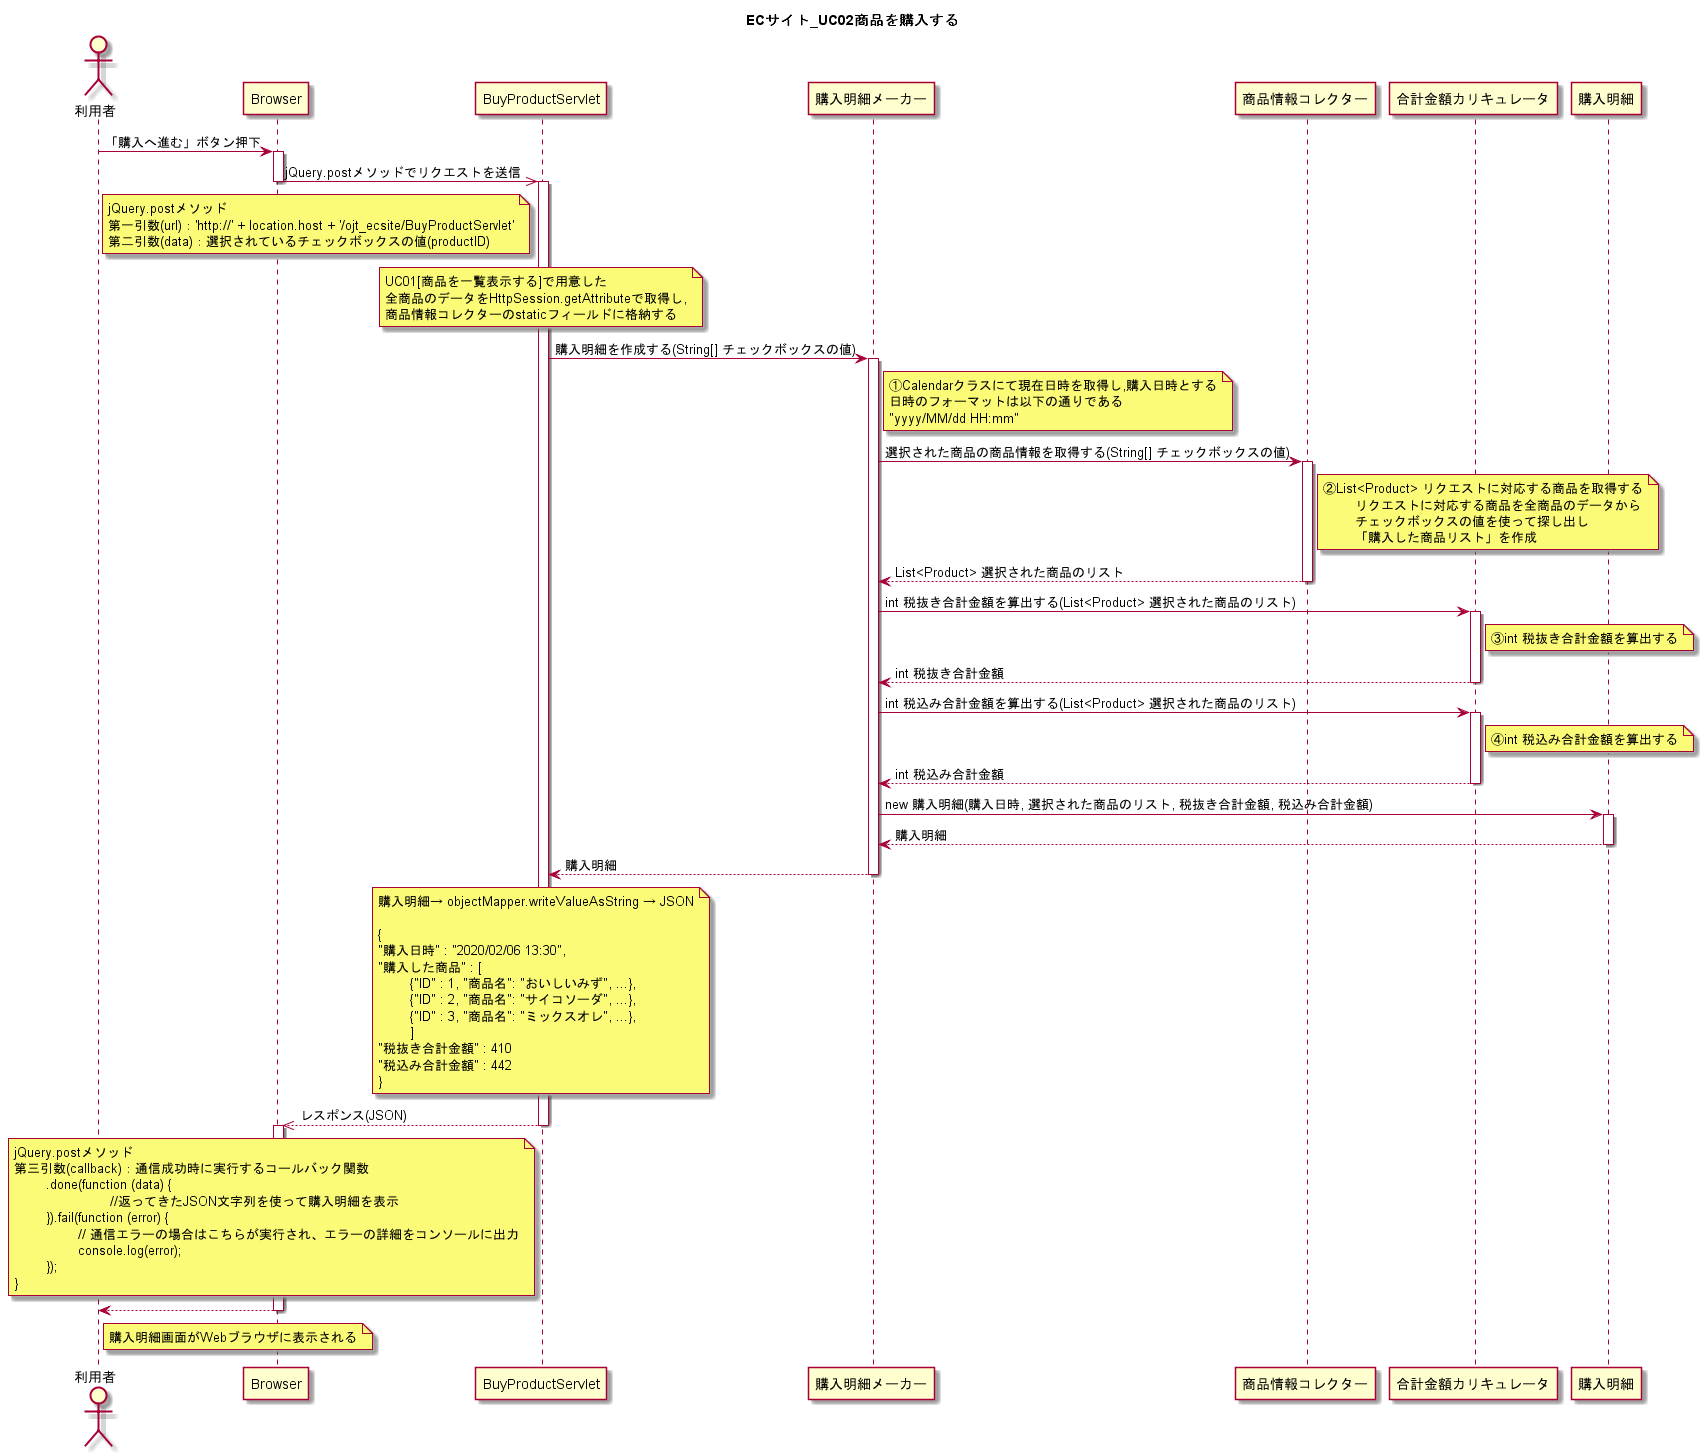 ECサイト_UC02商品を購入する
利用者
Browser
BuyProductServlet
購入明細メーカー
商品情報コレクター
合計金額カリキュレータ
購入明細
「購入へ進む」ボタン押下
jQuery.postメソッドでリクエストを送信
jQuery.postメソッド
第一引数(url) : 'http://' + location.host + '/ojt_ecsite/BuyProductServlet'
第二引数(data) : 選択されているチェックボックスの値(productID)
UC01[商品を一覧表示する]で用意した
全商品のデータをHttpSession.getAttributeで取得し,
商品情報コレクターのstaticフィールドに格納する
購入明細を作成する(String[] チェックボックスの値)
①Calendarクラスにて現在日時を取得し,購入日時とする
日時のフォーマットは以下の通りである
"yyyy/MM/dd HH:mm"
選択された商品の商品情報を取得する(String[] チェックボックスの値)
②List<Product> リクエストに対応する商品を取得する
リクエストに対応する商品を全商品のデータから
チェックボックスの値を使って探し出し
「購入した商品リスト」を作成
List<Product> 選択された商品のリスト
int 税抜き合計金額を算出する(List<Product> 選択された商品のリスト)
③int 税抜き合計金額を算出する
int 税抜き合計金額
int 税込み合計金額を算出する(List<Product> 選択された商品のリスト)
④int 税込み合計金額を算出する
int 税込み合計金額
new 購入明細(購入日時, 選択された商品のリスト, 税抜き合計金額, 税込み合計金額)
購入明細
購入明細
購入明細→ objectMapper.writeValueAsString → JSON
{
"購入日時" : "2020/02/06 13:30",
"購入した商品" : [
{"ID" : 1, "商品名": "おいしいみず", ...},
{"ID" : 2, "商品名": "サイコソーダ", ...},
{"ID" : 3, "商品名": "ミックスオレ", ...},
]
"税抜き合計金額" : 410
"税込み合計金額" : 442
}
レスポンス(JSON)
jQuery.postメソッド
第三引数(callback) : 通信成功時に実行するコールバック関数
.done(function (data) {
//返ってきたJSON文字列を使って購入明細を表示
}).fail(function (error) {
// 通信エラーの場合はこちらが実行され、エラーの詳細をコンソールに出力
console.log(error);
});
}
購入明細画面がWebブラウザに表示される
利用者
Browser
BuyProductServlet
購入明細メーカー
商品情報コレクター
合計金額カリキュレータ
購入明細